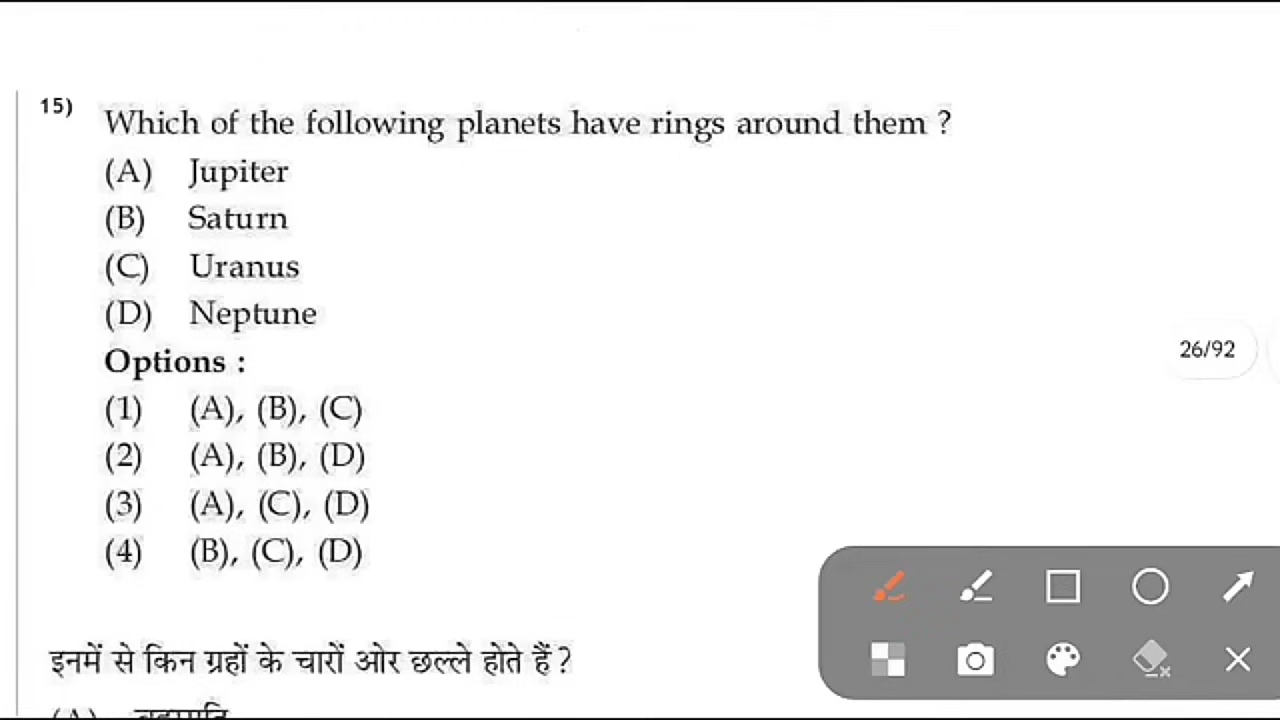 15) Which of the following planets have rings around them ?
(A) Jupiter
(B) Saturn
(C) Uranus
(D) Neptune
Options :
(1) (A), (B), (C)
(2) (A), (B), (D)
(3) (A), (C), (D)
(4) (B), (C), (D)
26/92
इनमें से किन ग्रहों के चारों ओर छल्ले होते हैं ?